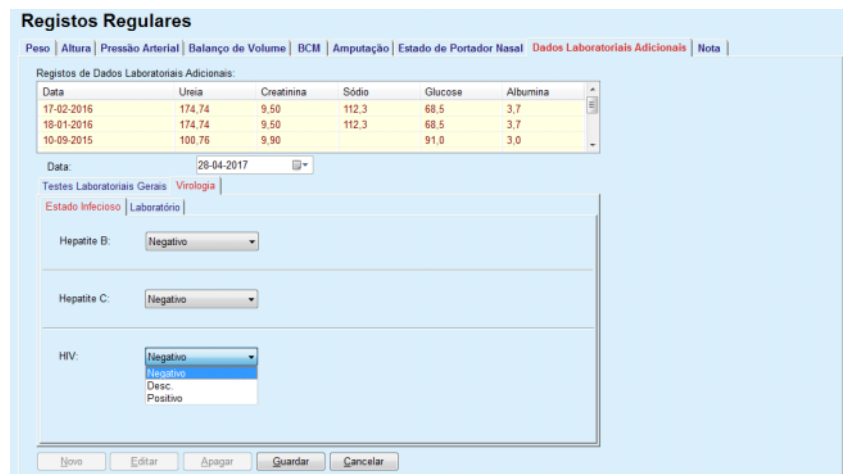 Registos Regulares
Peso Altura Pressão Arterial Balanço de Volume BCM Amputação Estado de Portador Nasal Dados Laboratoriais Adicionais Nota
Registos de Dados Laboratoriais Adicionais:
Data Ureia Creatinina Sódio Glucose Albumina
17-02-2016 174,74 9,50 112,3 68,5 3,7
18-01-2016 174,74 9,50 112,3 68,5 3,7
10-09-2015 100,76 9,90 91,0 3,0
Data: 28-04-2017
Testes Laboratoriais Gerais Virologia
Estado Infecioso Laboratório
Hepatite B: Negativo
Hepatite C: Negativo
HIV: Negativo
Negativo
Desc.
Positivo
Novo Editar Apagar Guardar Cancelar